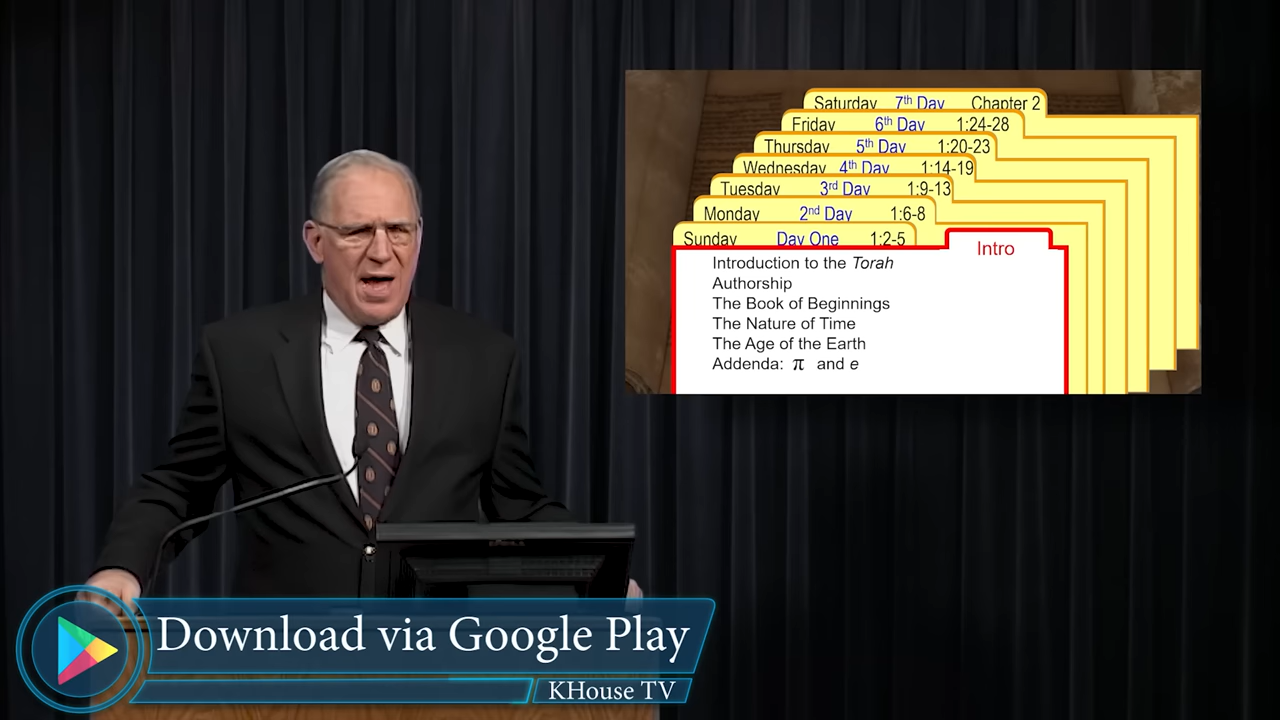 Saturday 7th Day Chapter 2
Friday 6th Day 1:24-28
Thursday 5th Day 1:20-23
Wednesday 4th Day 1:14-19
Tuesday 3rd Day 1:9-13
Monday 2nd Day 1:6-8
Sunday Day One 1:2-5
Intro
Introduction to the Torah
Authorship
The Book of Beginnings
The Nature of Time
The Age of the Earth
Addenda: π and e
Download via Google Play
KHouse TV